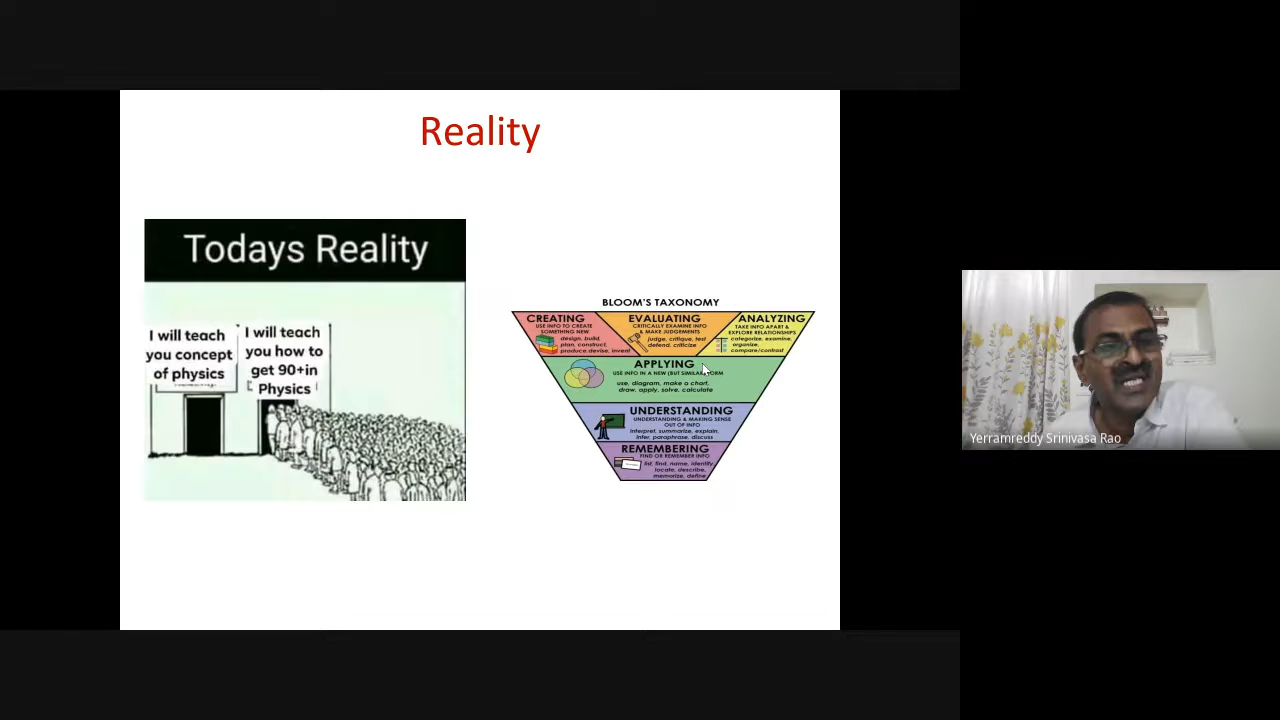 Reality
Todays Reality
I will teach
you concept
of physics
I will teach
you how to
get 90+in
Physics
BLOOM'S TAXONOMY
CREATING
USE INFO TO CREATE
SOMETHING NEW
design, build,
plan, construct,
produce, devise, invent
EVALUATING
CRITICALLY EXAMINE INFO
& MAKE JUDGEMENTS
judge, critique, test
defend, criticize
ANALYZING
TAKE INFO APART &
EXPLORE RELATIONSHIPS
categorize, examine,
organize,
compare/contrast
APPLYING
USE INFO IN A NEW (BUT SIMILAR) FORM
use, diagram, make a chart,
draw, apply, solve, calculate
UNDERSTANDING
UNDERSTANDING & MAKING SENSE
OUT OF INFO
interpret, summarize, explain,
infer, paraphrase, discuss
REMEMBERING
FIND OR REMEMBER INFO
list, find, name, identify,
locate, describe,
memorize, define
Yerramreddy Srinivasa Rao